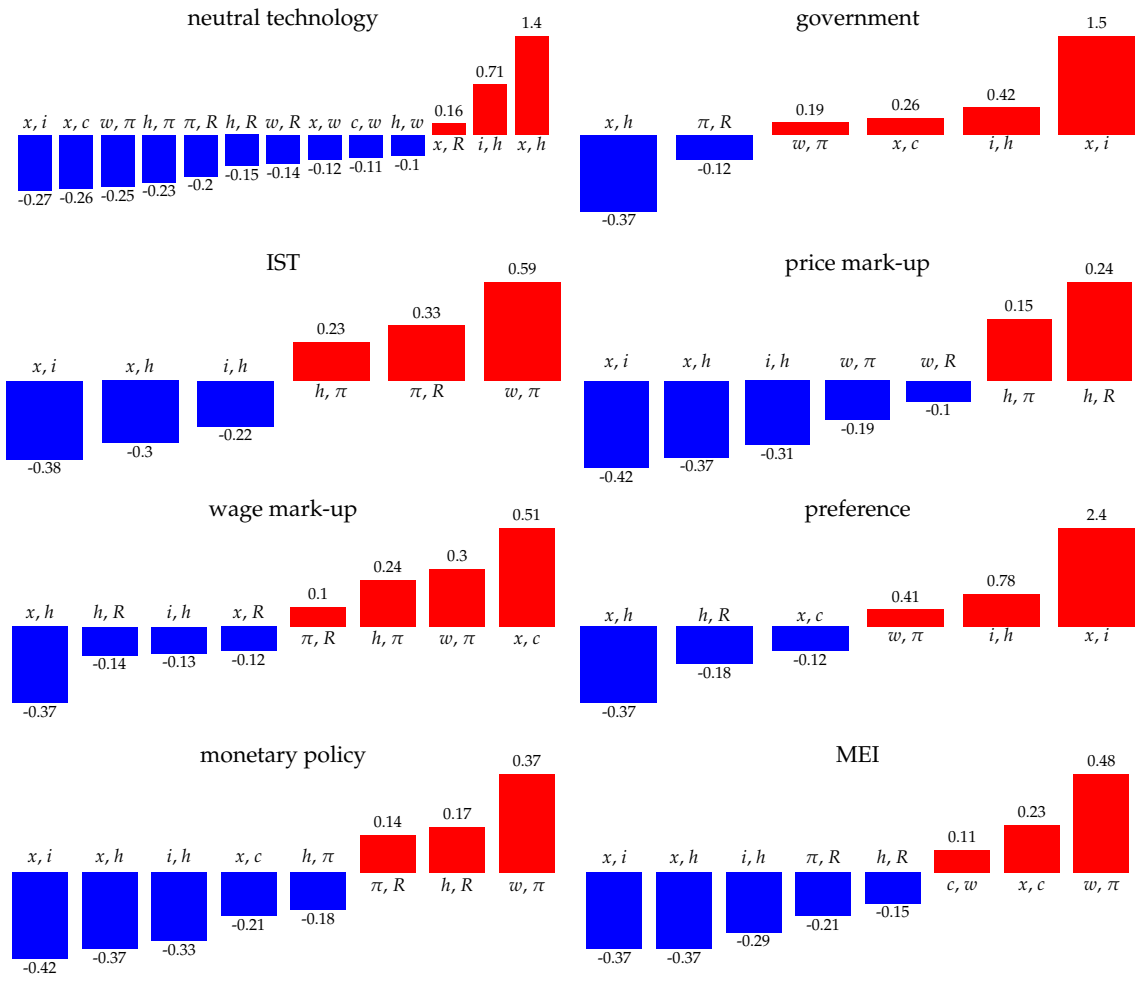 neutral technology
1.4
0.71
0.16
x, i x, c w, π h, π π, R h, R w, R x, w c, w h, w
x, R i, h x, h
-0.27 -0.26 -0.25 -0.23 -0.2 -0.15 -0.14 -0.12 -0.11 -0.1
government
1.5
0.42
0.26
0.19
x, h π, R
w, π x, c i, h x, i
-0.12
-0.37
IST
0.59
0.33
0.23
x, i x, h i, h
h, π π, R w, π
-0.38 -0.3 -0.22
price mark-up
0.24
0.15
x, i x, h i, h w, π w, R
h, π h, R
-0.42 -0.37 -0.31 -0.19 -0.1
wage mark-up
0.51
0.3
0.24
0.1
x, h h, R i, h x, R
π, R h, π w, π x, c
-0.37 -0.14 -0.13 -0.12
preference
2.4
0.78
0.41
x, h h, R x, c
w, π i, h x, i
-0.37 -0.18 -0.12
monetary policy
0.37
0.17
0.14
x, i x, h i, h x, c h, π
π, R h, R w, π
-0.42 -0.37 -0.33 -0.21 -0.18
MEI
0.48
0.23
0.11
x, i x, h i, h π, R h, R
c, w x, c w, π
-0.37 -0.37 -0.29 -0.21 -0.15